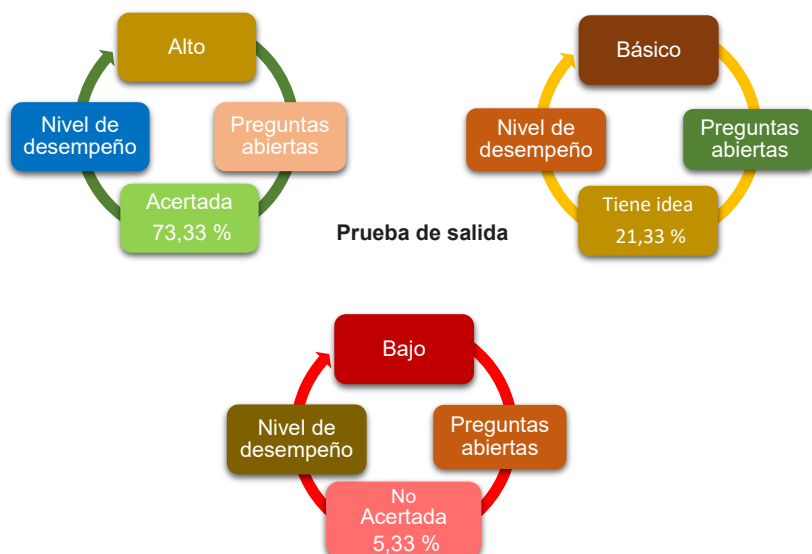 Alto
Nivel de
desempeño
Preguntas
abiertas
Acertada
73,33 %
Básico
Nivel de
desempeño
Preguntas
abiertas
Tiene idea
21,33 %
Prueba de salida
Bajo
Nivel de
desempeño
Preguntas
abiertas
No
Acertada
5,33 %